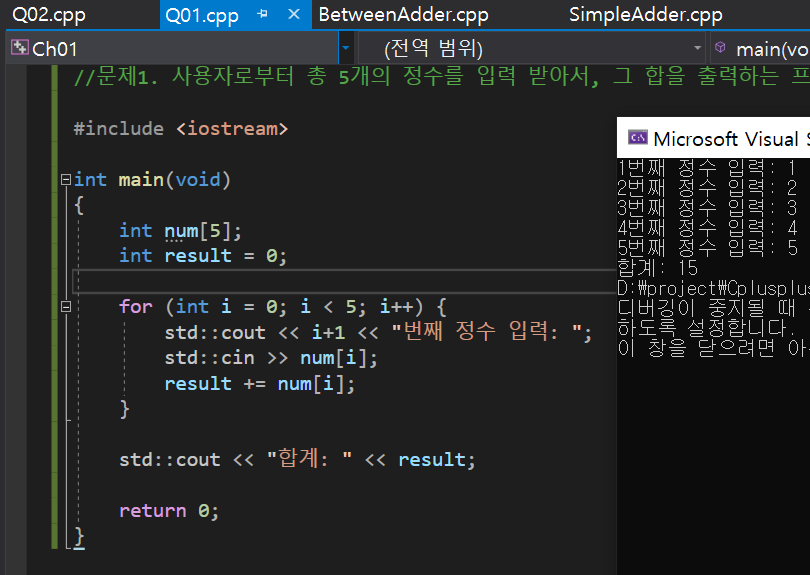 Q02.cpp Q01.cpp BetweenAdder.cpp SimpleAdder.cpp
Ch01 (전역 범위) main(vo
//문제1. 사용자로부터 총 5개의 정수를 입력 받아서, 그 합을 출력하는 프
#include <iostream>
int main(void)
{
int num[5];
int result = 0;
for (int i = 0; i < 5; i++) {
std::cout << i+1 << "번째 정수 입력: ";
std::cin >> num[i];
result += num[i];
}
std::cout << "합계: " << result;
return 0;
}
Microsoft Visual S
1번째 정수 입력: 1
2번째 정수 입력: 2
3번째 정수 입력: 3
4번째 정수 입력: 4
5번째 정수 입력: 5
합계: 15
D:₩project₩Cplusplus
디버깅이 중지될 때
하도록 설정합니다.
이 창을 닫으려면 아